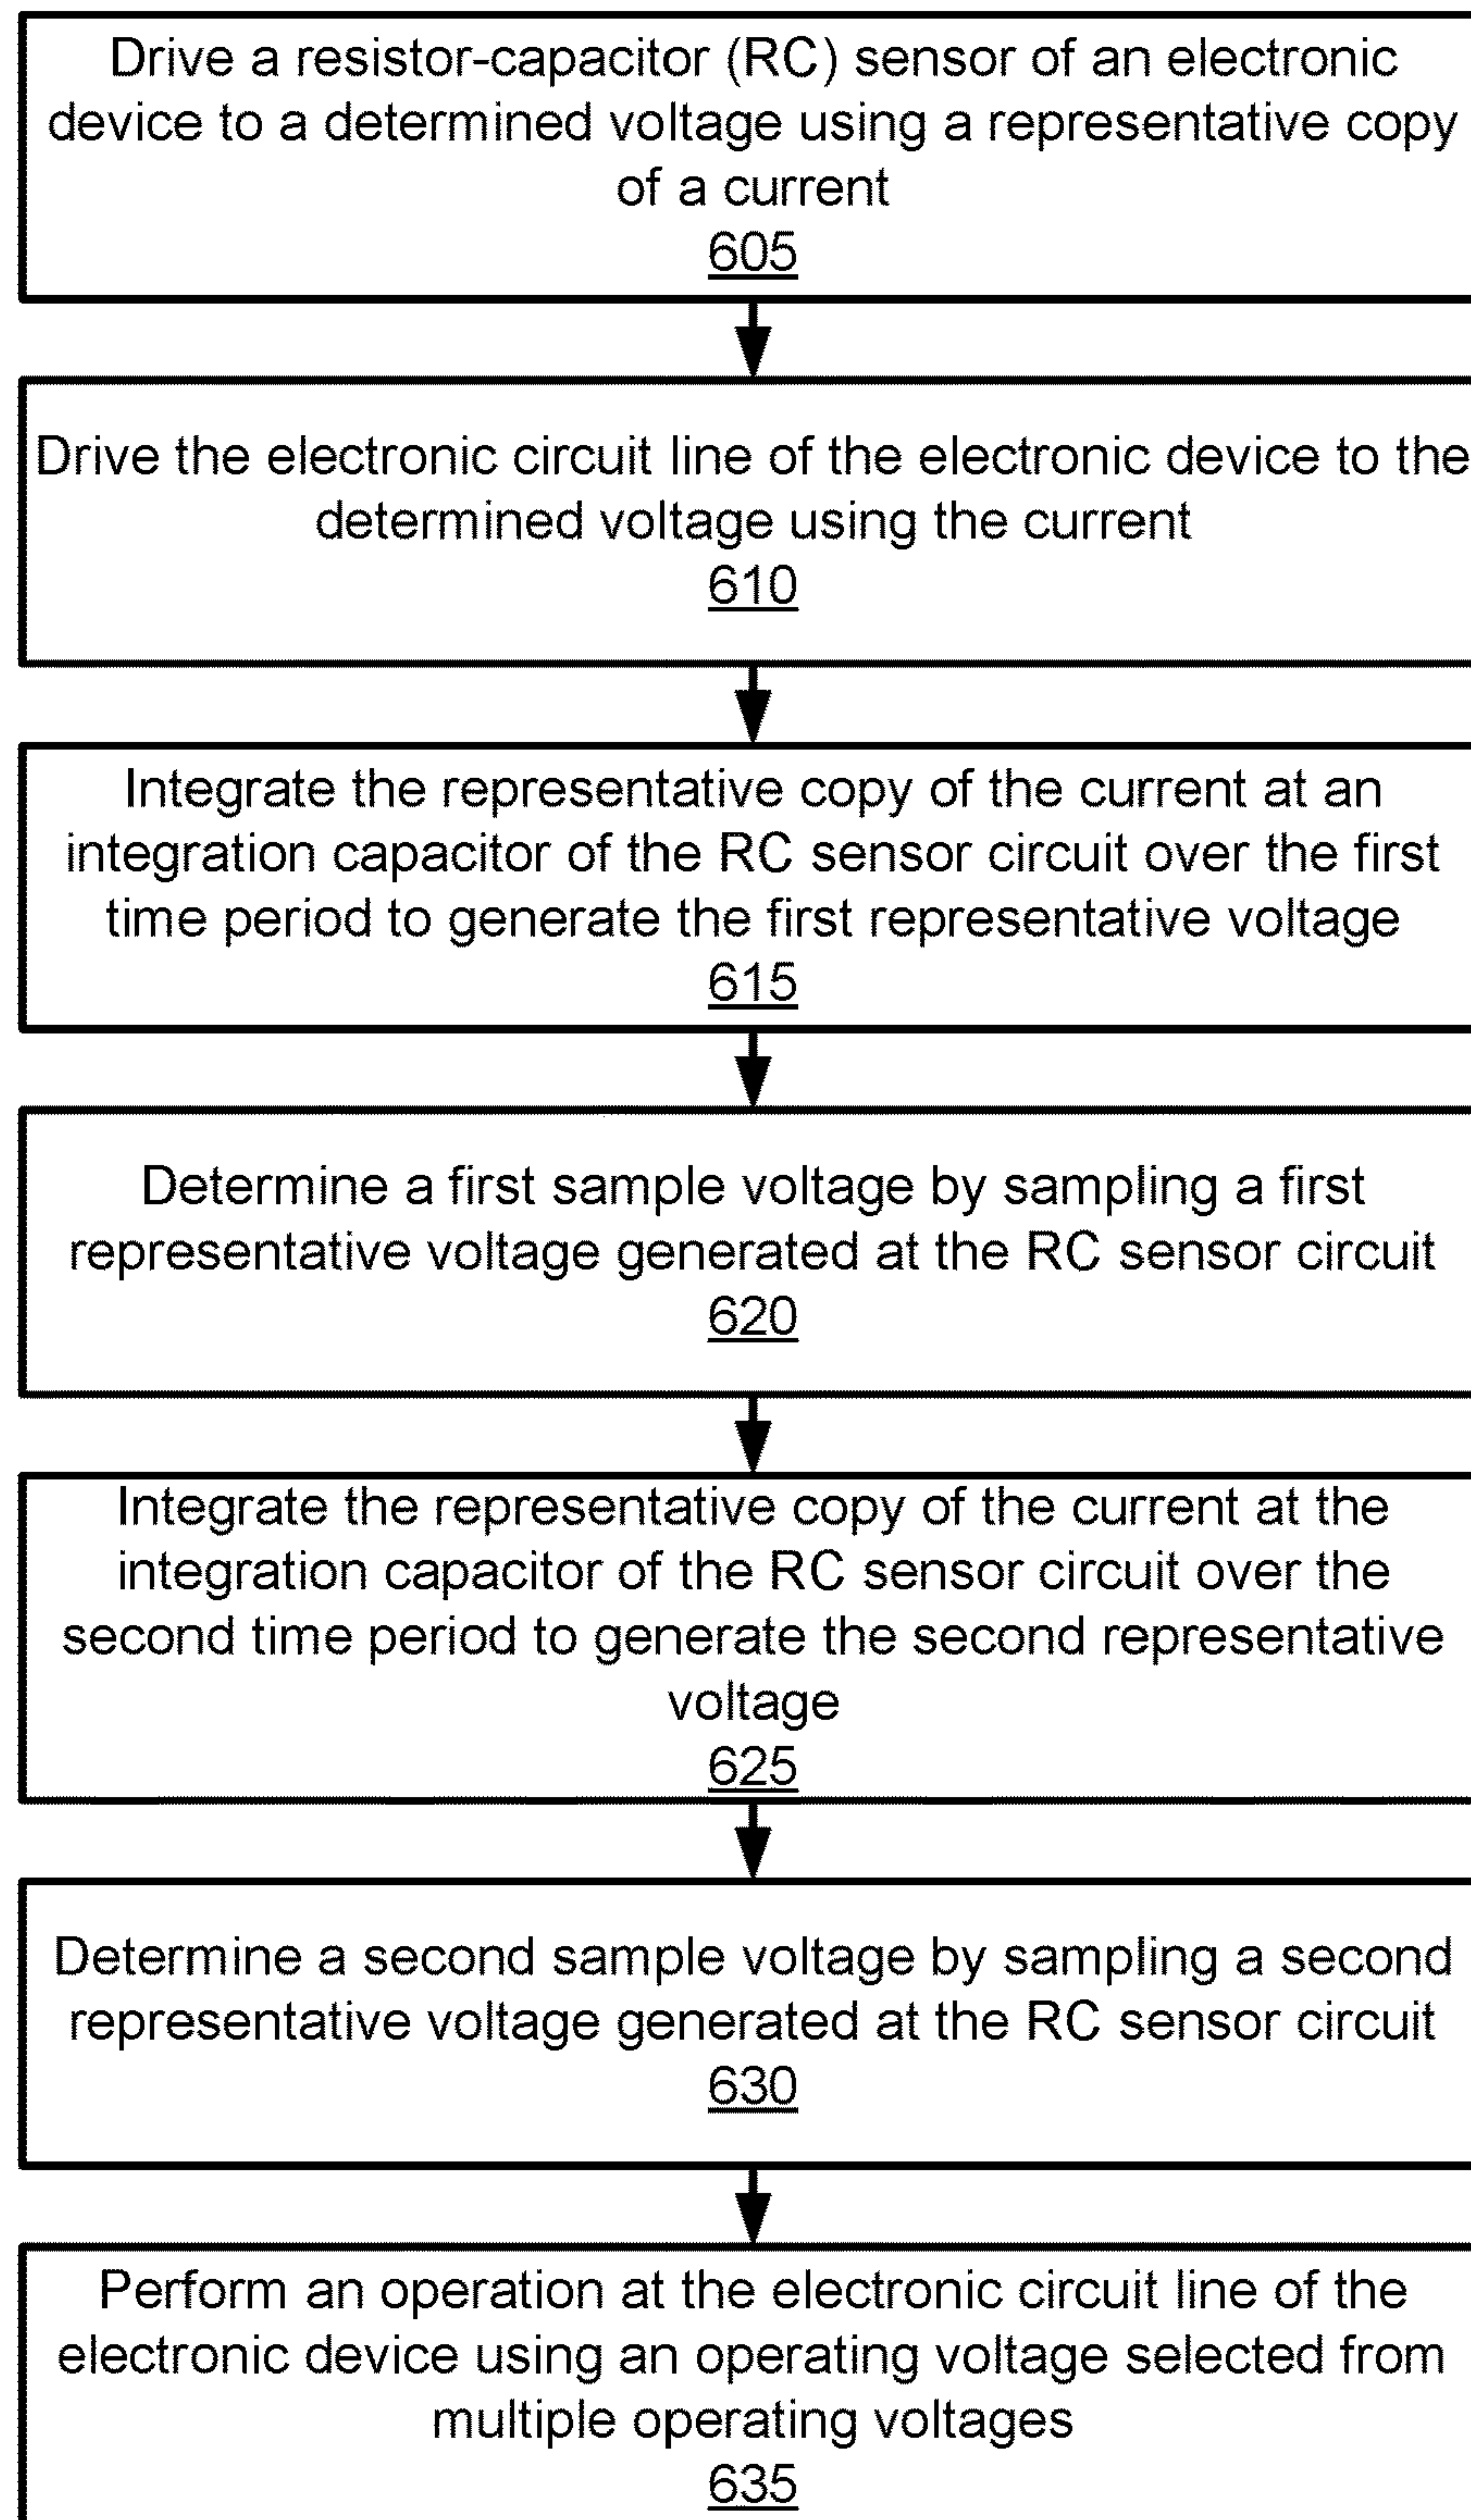 Drive a resistor-capacitor (RC) sensor of an electronic
device to a determined voltage using a representative copy
of a current
605
Drive the electronic circuit line of the electronic device to the
determined voltage using the current
610
Integrate the representative copy of the current at an
integration capacitor of the RC sensor circuit over the first
time period to generate the first representative voltage
615
Determine a first sample voltage by sampling a first
representative voltage generated at the RC sensor circuit
620
Integrate the representative copy of the current at the
integration capacitor of the RC sensor circuit over the
second time period to generate the second representative
voltage
625
Determine a second sample voltage by sampling a second
representative voltage generated at the RC sensor circuit
630
Perform an operation at the electronic circuit line of the
electronic device using an operating voltage selected from
multiple operating voltages
635